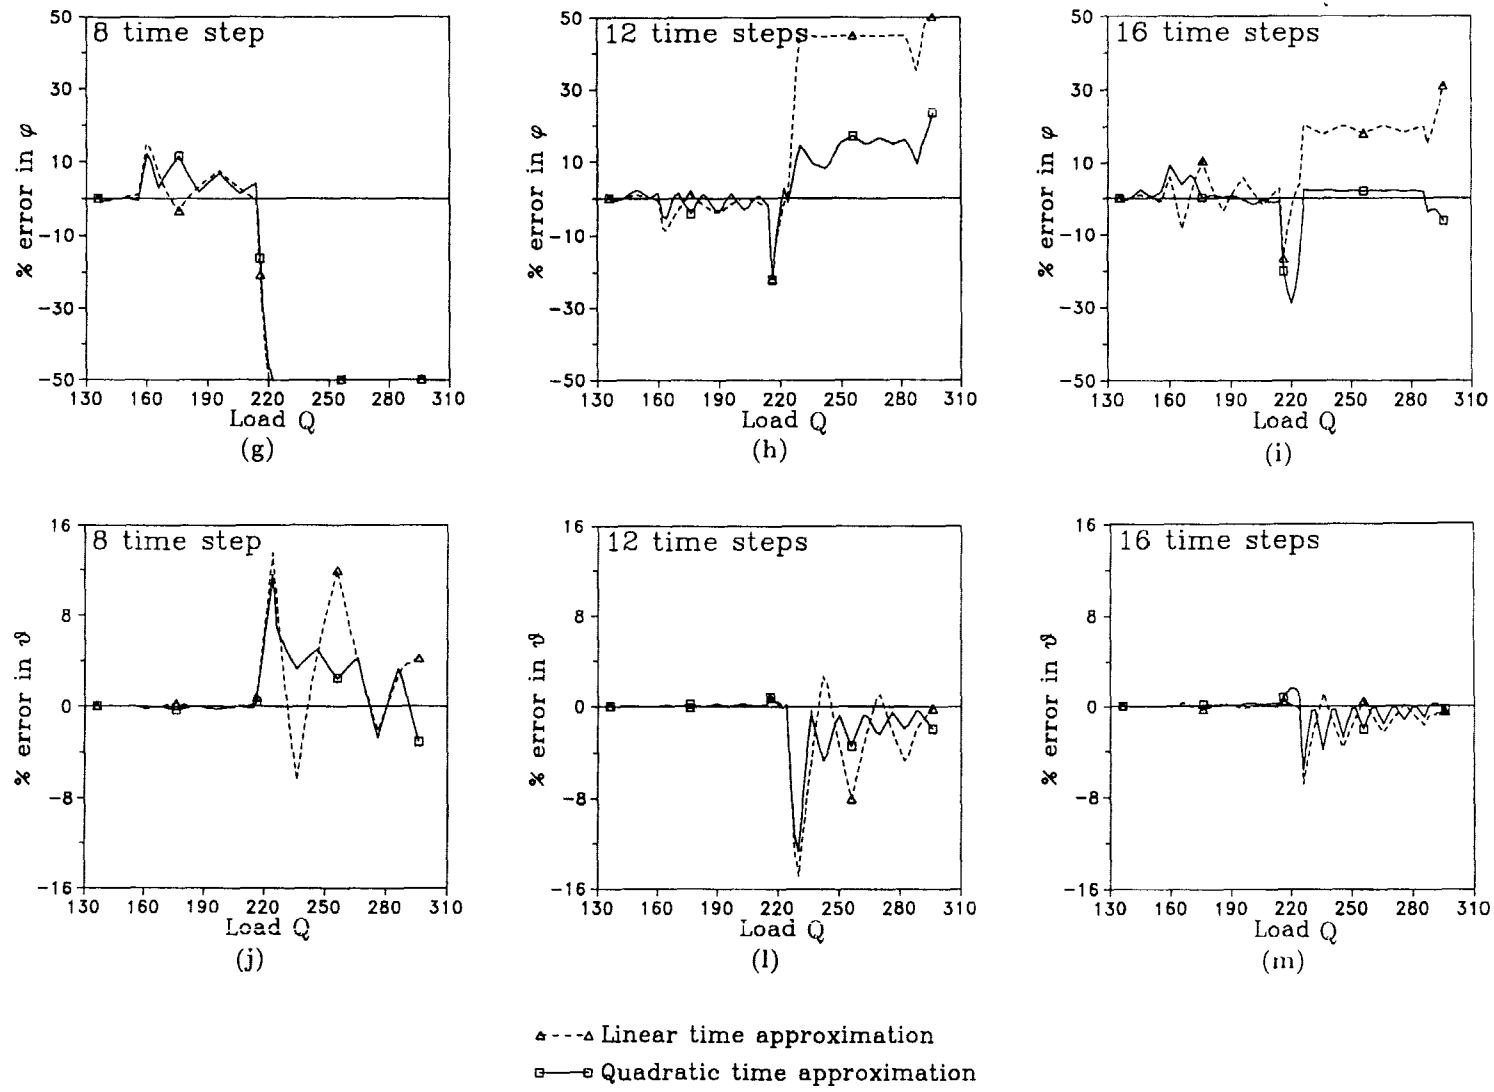 8 time step
50
30
10
-10
-30
-50
% error in φ
130 160 190 220 250 280 310
Load Q
(g)
12 time steps
50
30
10
-10
-30
-50
% error in φ
130 160 190 220 250 280 310
Load Q
(h)
16 time steps
50
30
10
-10
-30
-50
% error in φ
130 160 190 220 250 280 310
Load Q
(i)
8 time step
16
8
0
-8
-16
% error in ϑ
130 160 190 220 250 280 310
Load Q
(j)
12 time steps
16
8
0
-8
-16
% error in ϑ
130 160 190 220 250 280 310
Load Q
(l)
16 time steps
16
8
0
-8
-16
% error in ϑ
130 160 190 220 250 280 310
Load Q
(m)
Linear time approximation
Quadratic time approximation